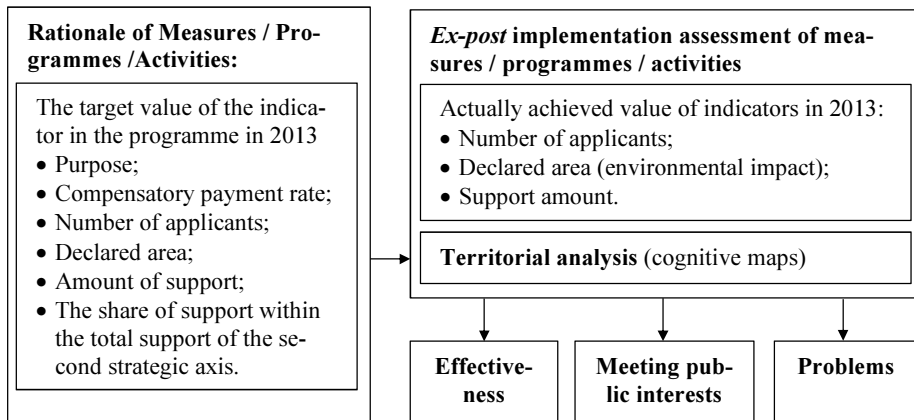 Rationale of Measures / Pro-
grammes /Activities:
The target value of the indica-
tor in the programme in 2013
• Purpose;
• Compensatory payment rate;
• Number of applicants;
• Declared area;
• Amount of support;
• The share of support within
the total support of the
second strategic axis.
Ex-post implementation assessment of mea-
sures / programmes / activities
Actually achieved value of indicators in 2013:
• Number of applicants;
• Declared area (environmental impact);
• Support amount.
Territorial analysis (cognitive maps)
Effective-
ness
Meeting pub-
lic interests
Problems